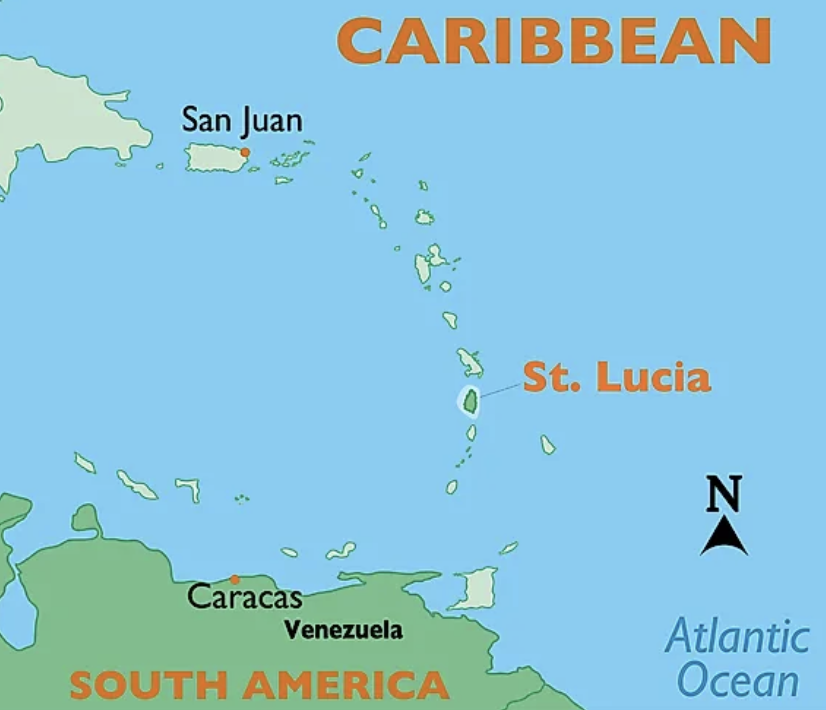 CARIBBEAN
San Juan
St. Lucia
N
Caracas
Venezuela
Atlantic
Ocean
SOUTH AMERICA